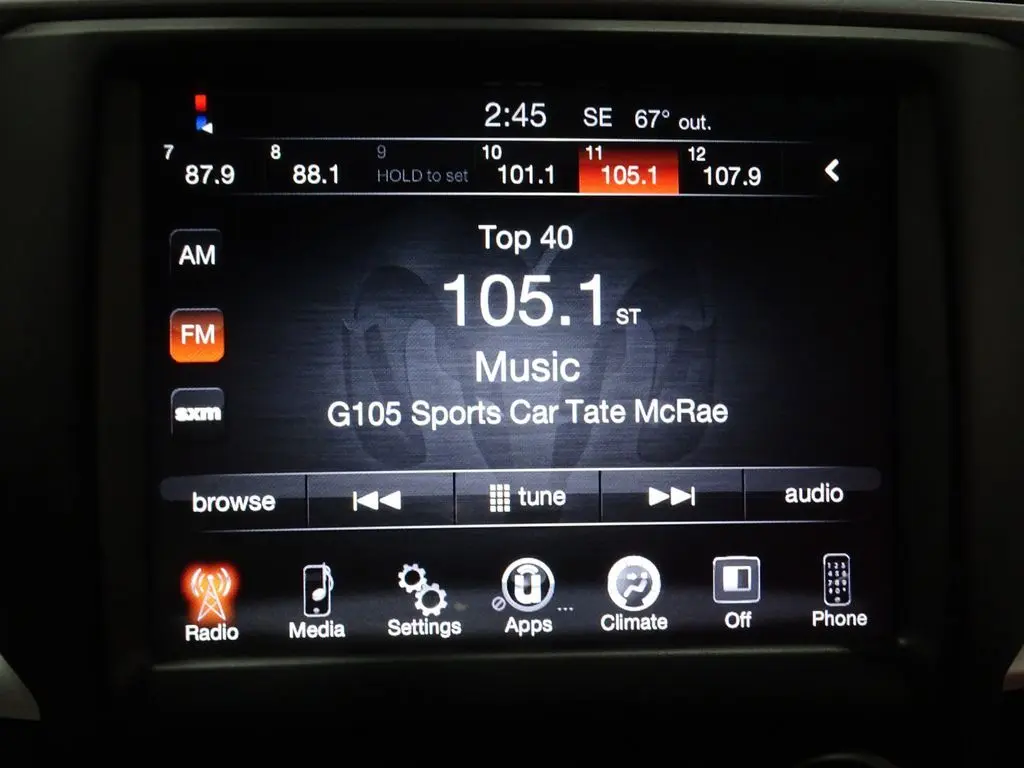 2:45 SE 67° out.
7 8 9 10 11 12
87.9 88.1 HOLD to set 101.1 105.1 107.9
AM
Top 40
105.1 ST
FM
Music
sxm
G105 Sports Car Tate McRae
browse tune audio
Radio Media Settings Apps Climate Off Phone